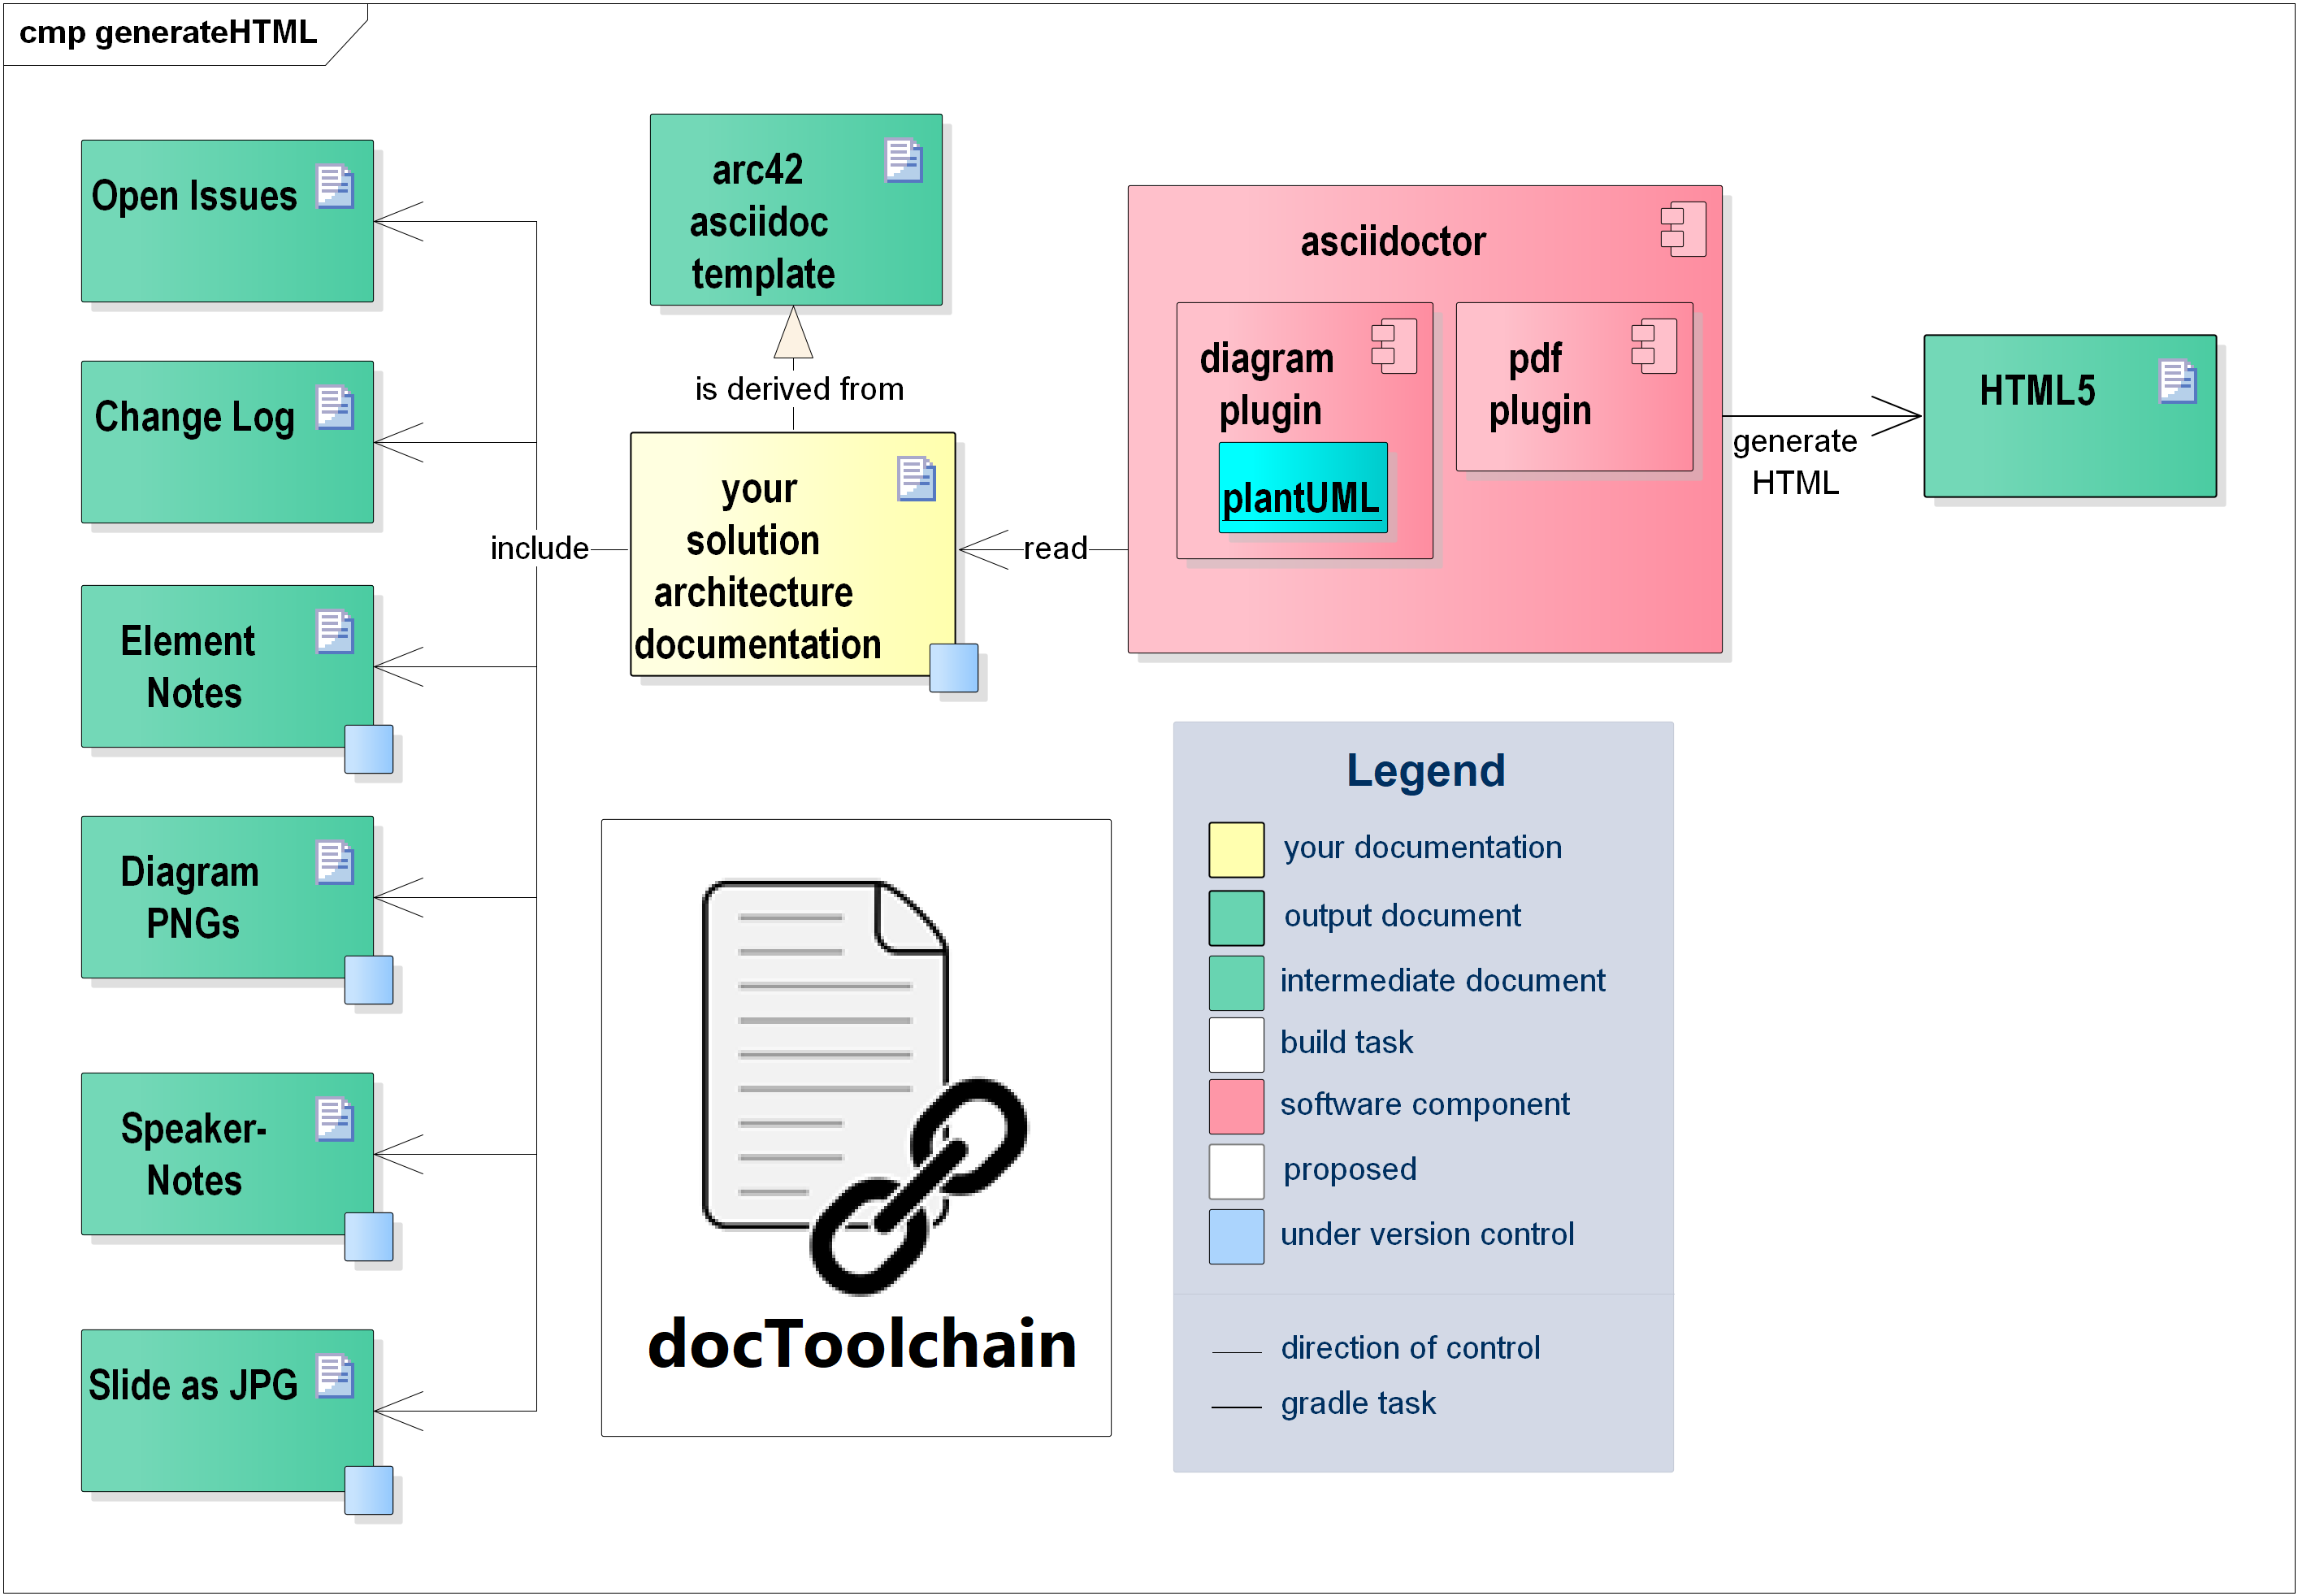 cmp generateHTML
Open Issues
Change Log
Element
Notes
Diagram
PNGs
Speaker-
Notes
Slide as JPG
include
arc42
asciidoc
template
is derived from
your
solution
architecture
documentation
read
asciidoctor
diagram
plugin
plantUML
pdf
plugin
generate
HTML
HTML5
docToolchain
Legend
your documentation
output document
intermediate document
build task
software component
proposed
under version control
direction of control
gradle task